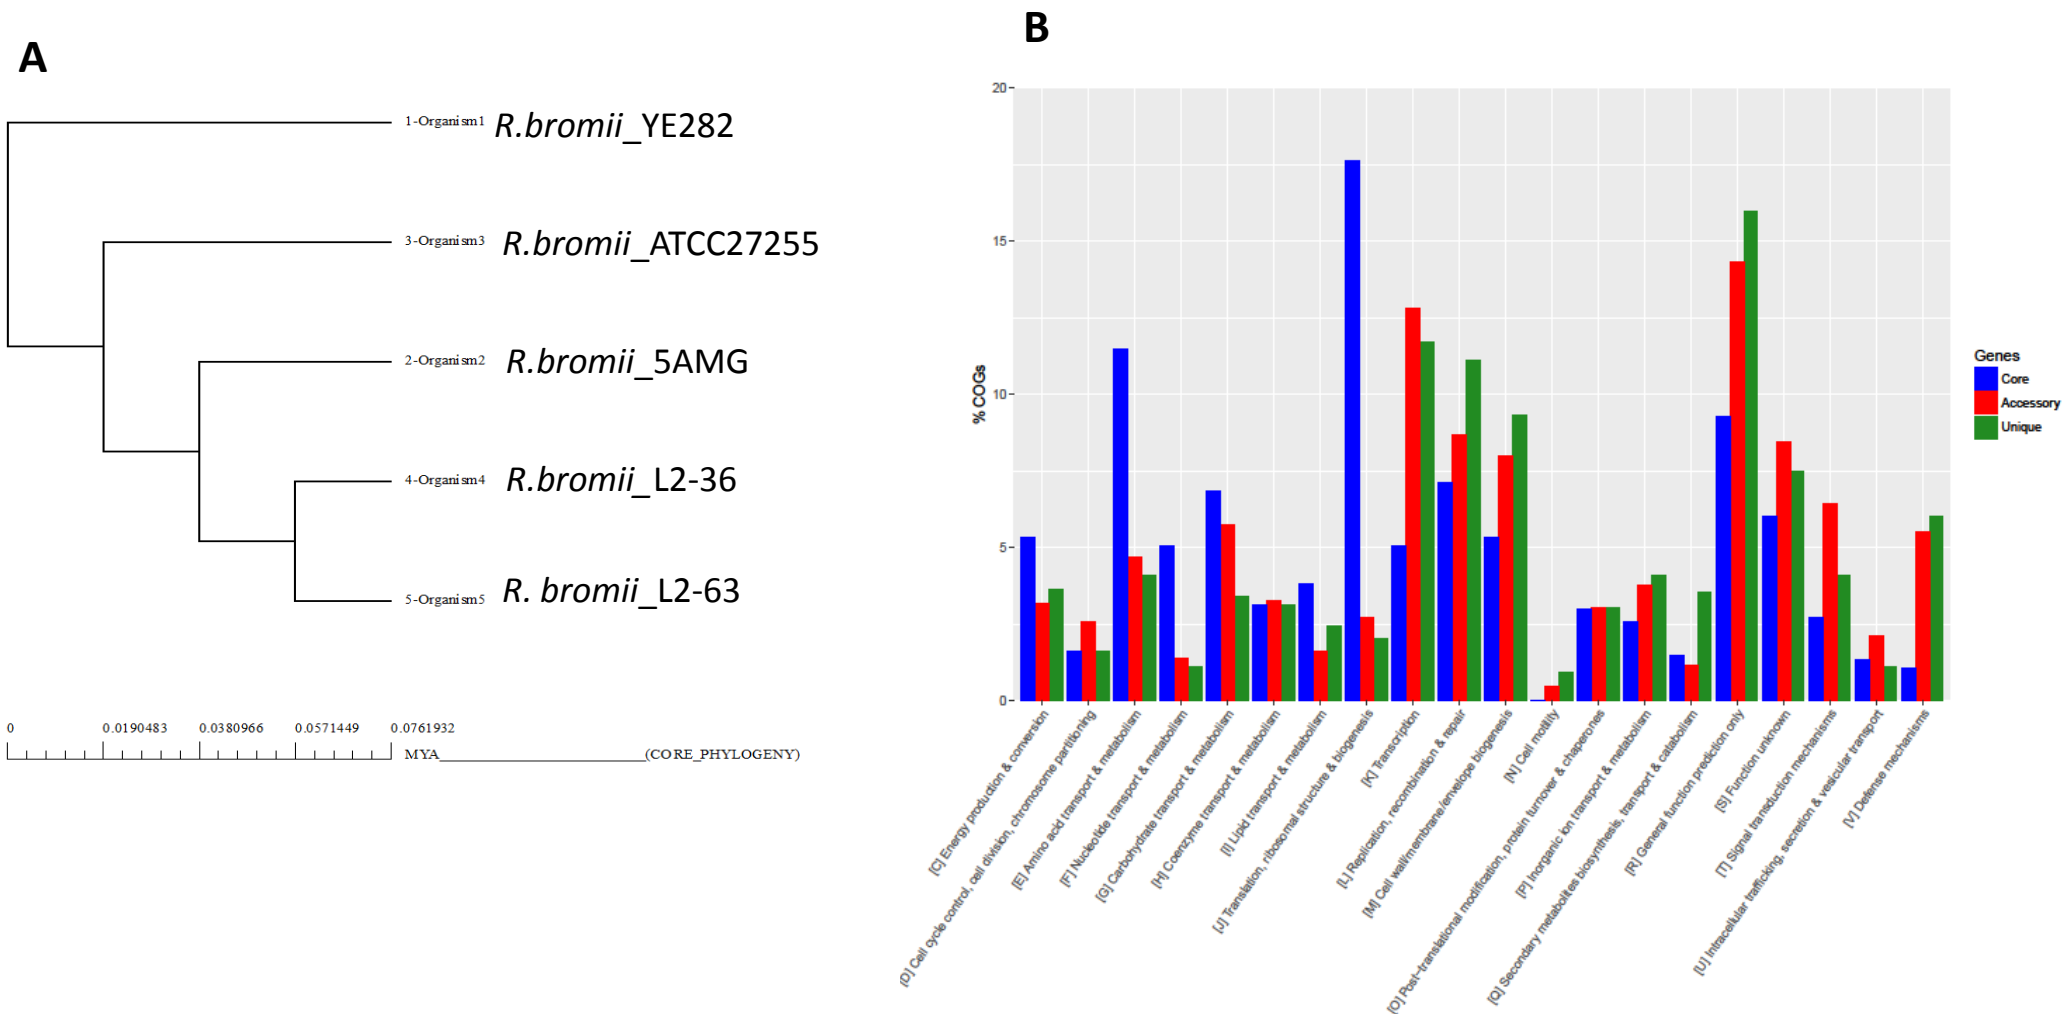 A
1-Organism1 R.bromii_YE282
3-Organism3 R.bromii_ATCC27255
2-Organism2 R.bromii_5AMG
4-Organism4 R.bromii_L2-36
5-Organism5 R. bromii_L2-63
0 0.0190483 0.0380966 0.0571449 0.0761932
MYA (CORE_PHYLOGENY)
B
% COGs
20
15
10
5
0
[C] Energy production & conversion
[D] Cell cycle control, cell division, chromosome partitioning
[E] Amino acid transport & metabolism
[F] Nucleotide transport & metabolism
[G] Carbohydrate transport & metabolism
[H] Coenzyme transport & metabolism
[I] Lipid transport & metabolism
[J] Translation, ribosomal structure & biogenesis
[K] Transcription
[L] Replication, recombination & repair
[M] Cell wall/membrane/envelope biogenesis
[N] Cell motility
[O] Post-translational modification, protein turnover & chaperones
[P] Inorganic ion transport & metabolism
[Q] Secondary metabolites biosynthesis, transport & catabolism
[R] General function prediction only
[S] Function unknown
[T] Signal transduction mechanisms
[U] Intracellular trafficking, secretion & vesicular transport
[V] Defense mechanisms
Genes
Core
Accessory
Unique